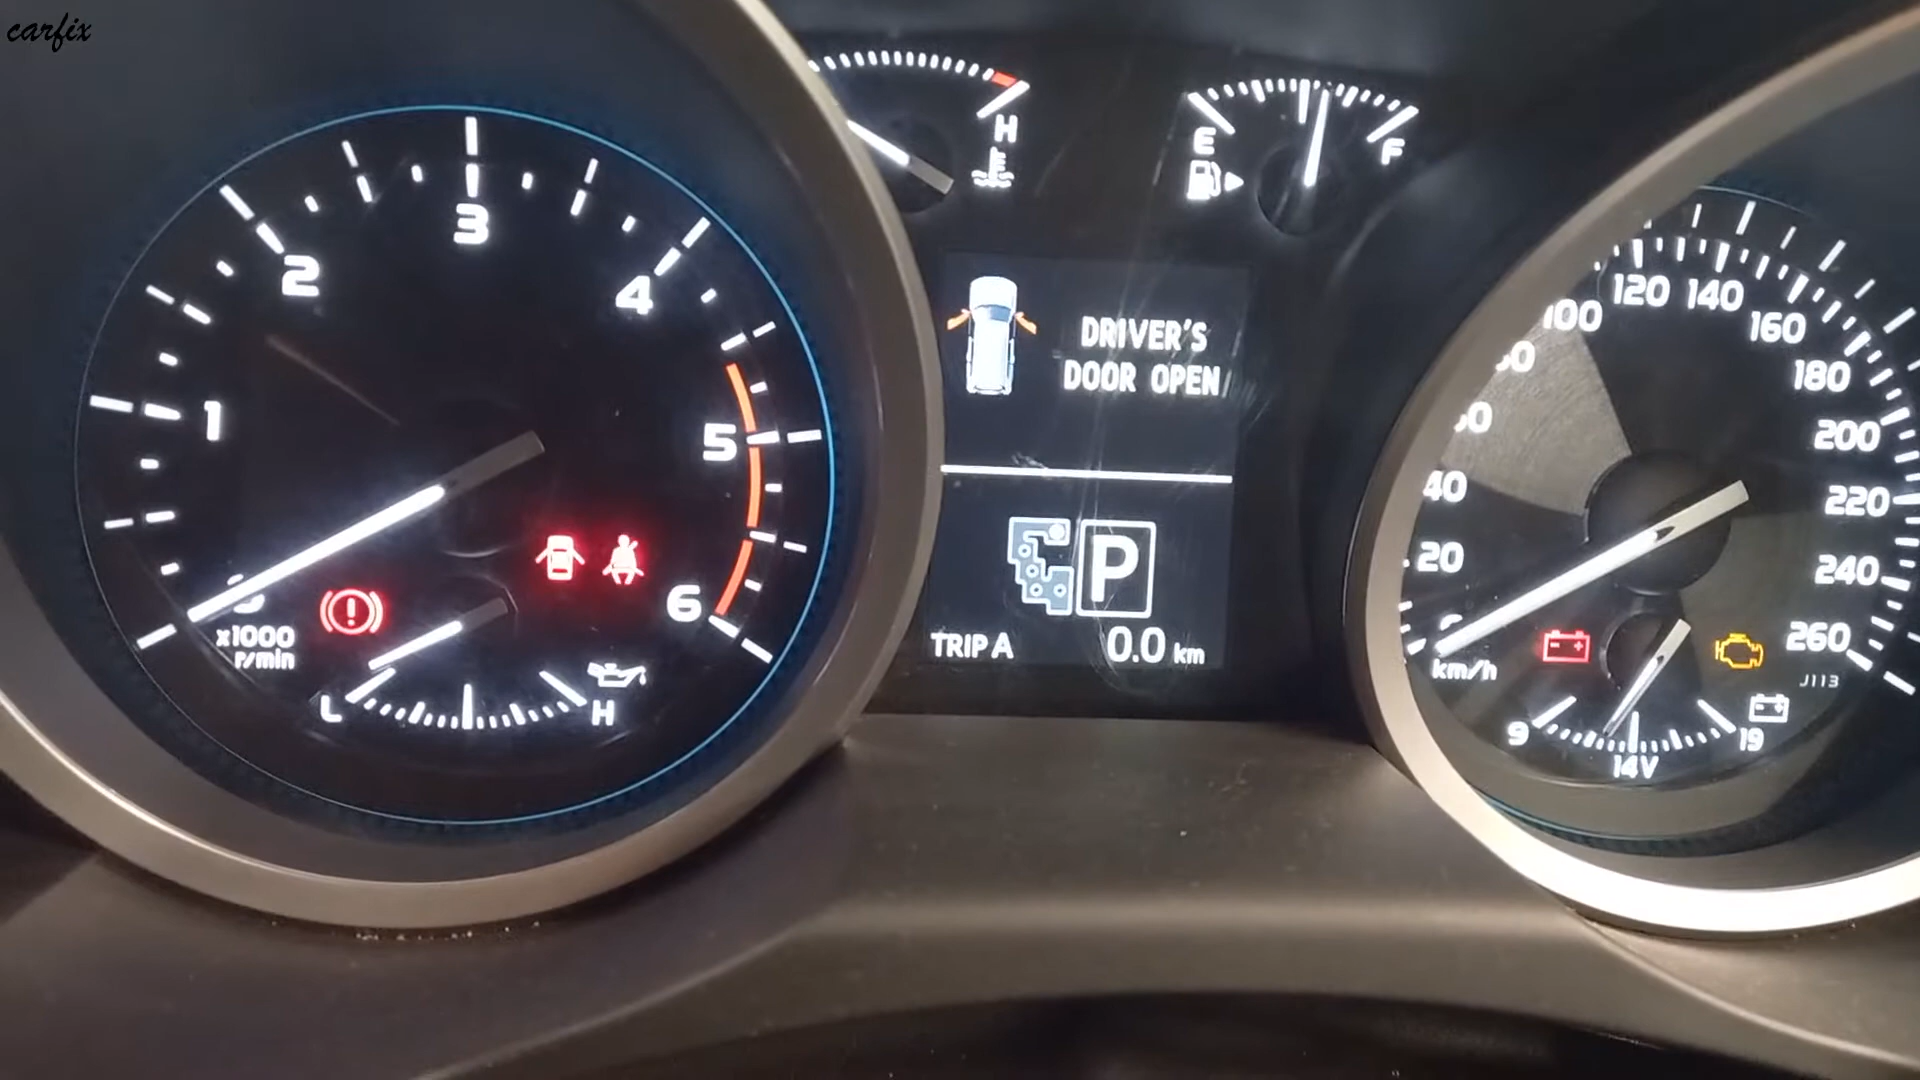 carfix
1
2
3
4
5
6
x1000
r/min
L
H
H
E
F
DRIVER'S
DOOR OPEN
P
TRIP A 0.0 km
20
40
100
120
140
160
180
200
220
240
260
km/h
J113
9
14V
19